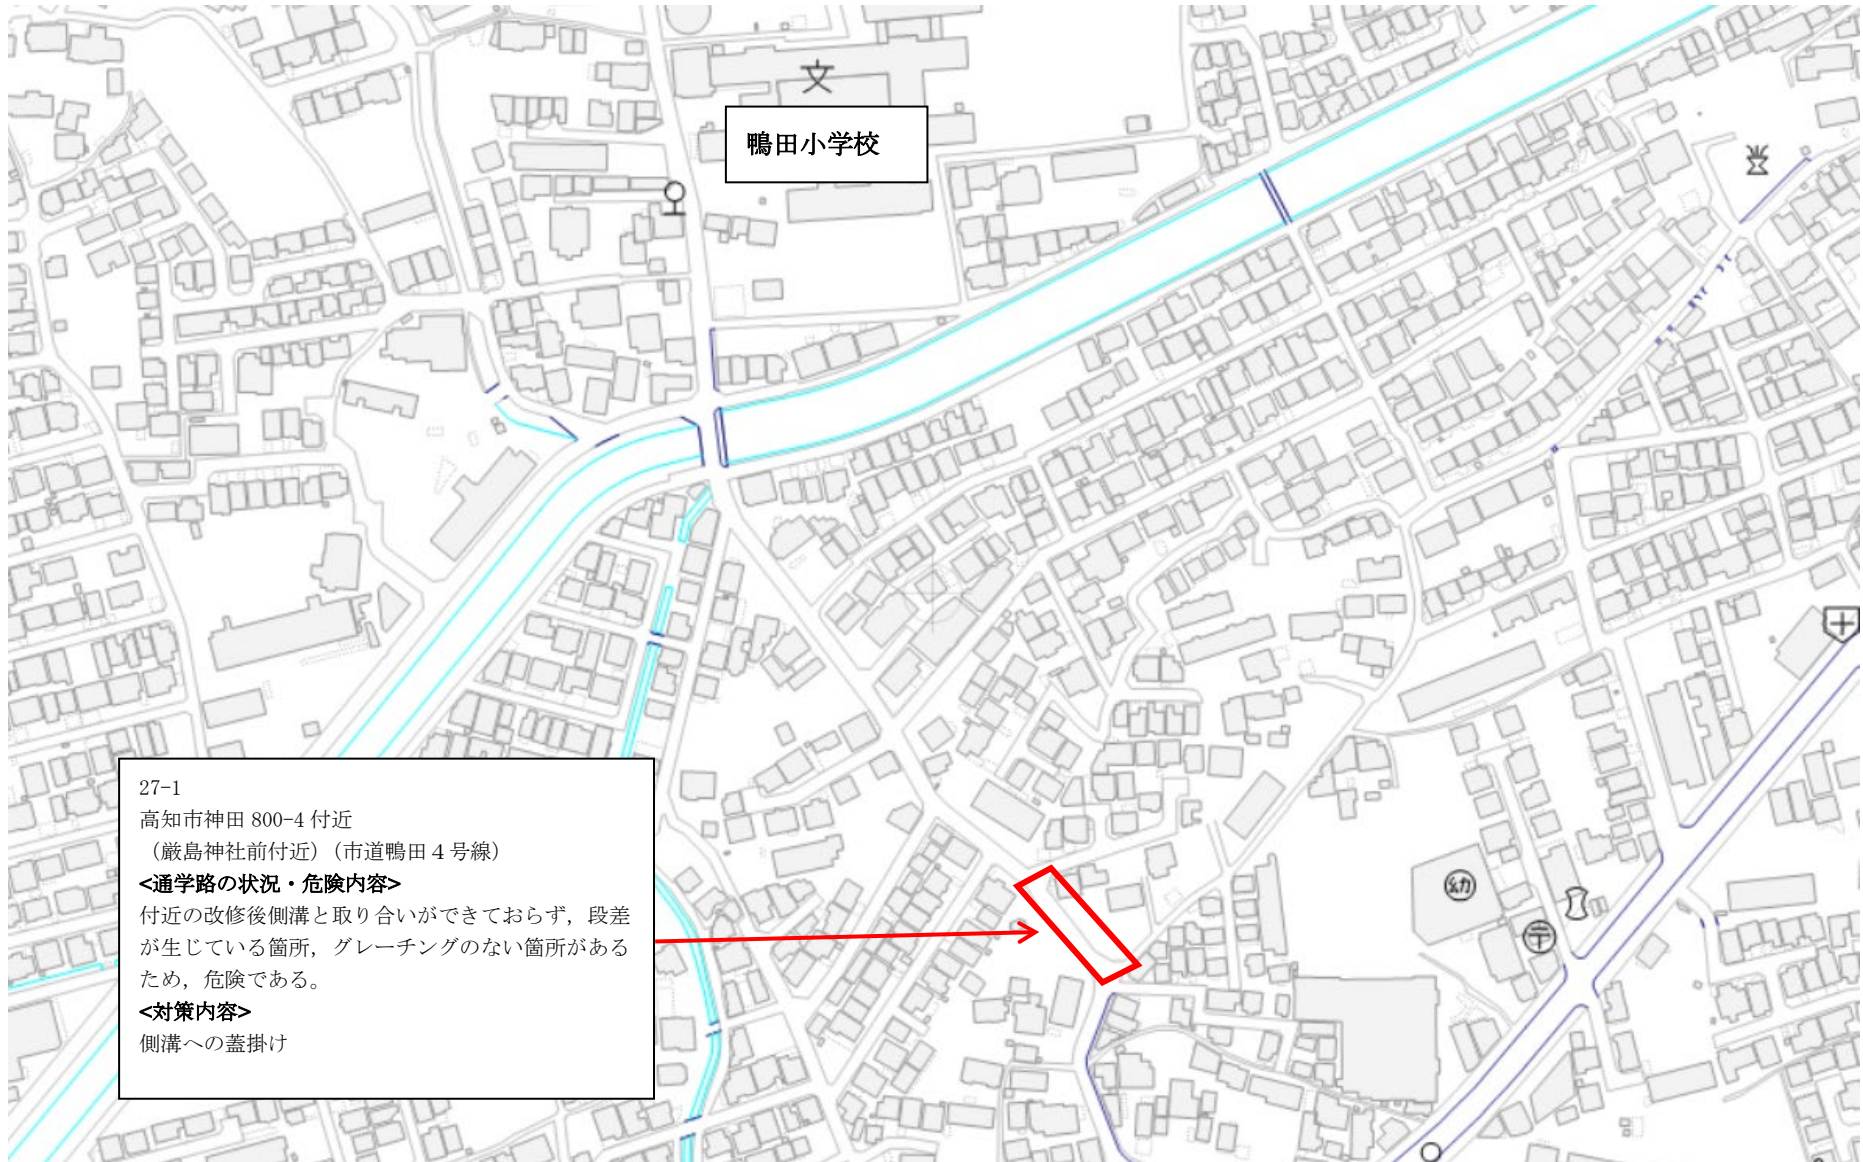 文
鴨田小学校
27-1
高知市神田 800-4 付近
（厳島神社前付近）（市道鴨田４号線）
<通学路の状況・危険内容>
付近の改修後側溝と取り合いができておらず，段差
が生じている箇所，グレーチングのない箇所がある
ため，危険である。
<対策内容>
側溝への蓋掛け
幼